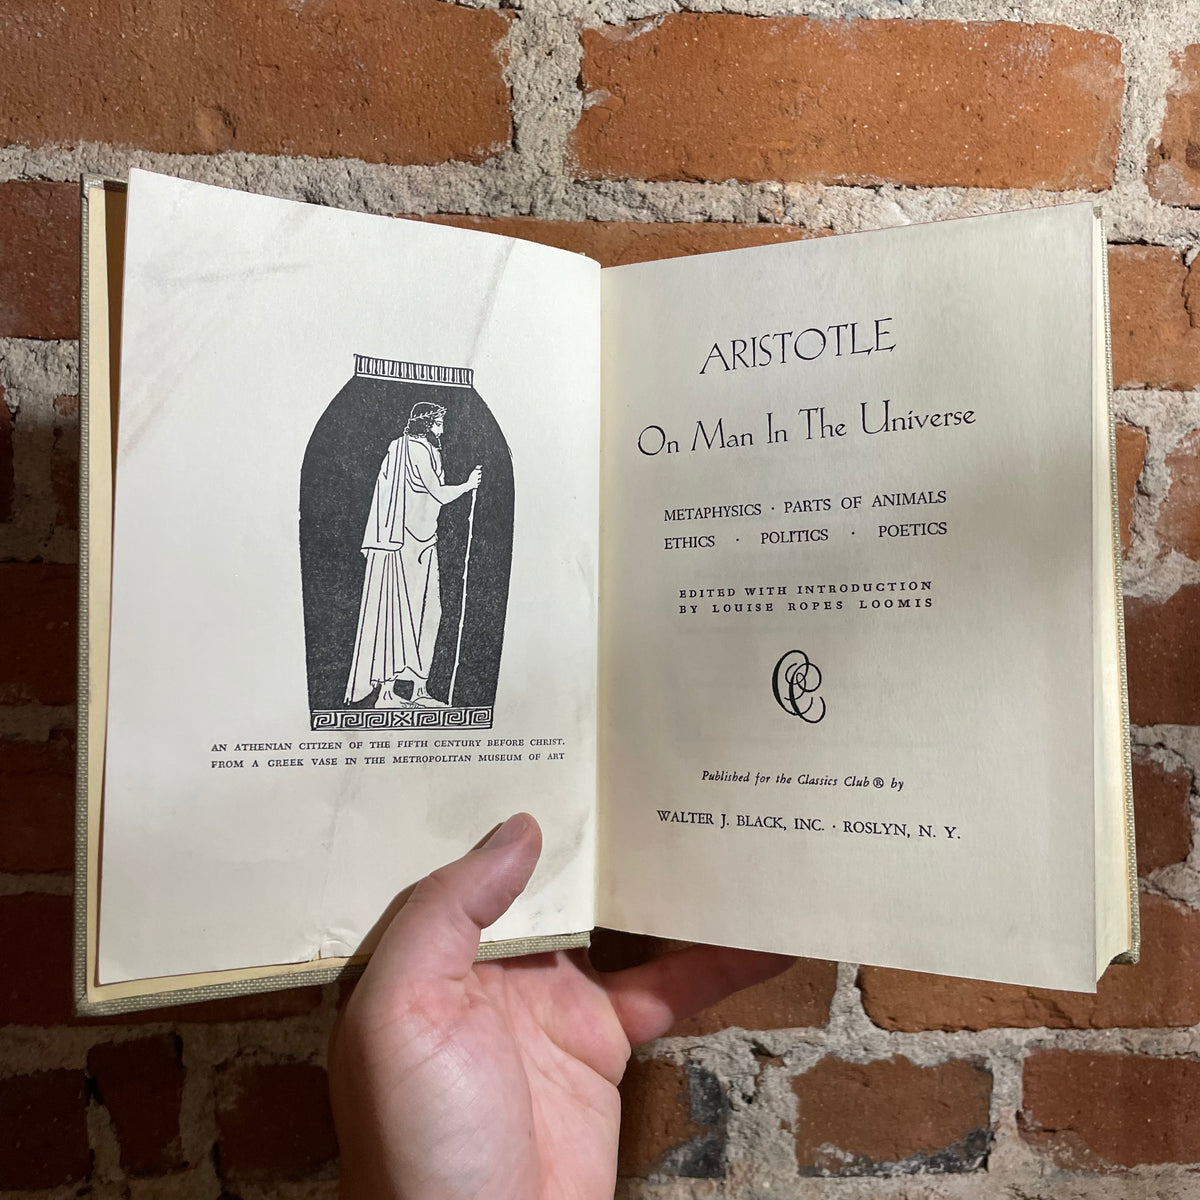 AN ATHENIAN CITIZEN OF THE FIFTH CENTURY BEFORE CHRIST.
FROM A GREEK VASE IN THE METROPOLITAN MUSEUM OF ART
ARISTOTLE
On Man In The Universe
METAPHYSICS · PARTS OF ANIMALS
ETHICS · POLITICS · POETICS
EDITED WITH INTRODUCTION
BY LOUISE ROPES LOOMIS
CC
Published for the Classics Club ® by
WALTER J. BLACK, INC. · ROSLYN, N. Y.